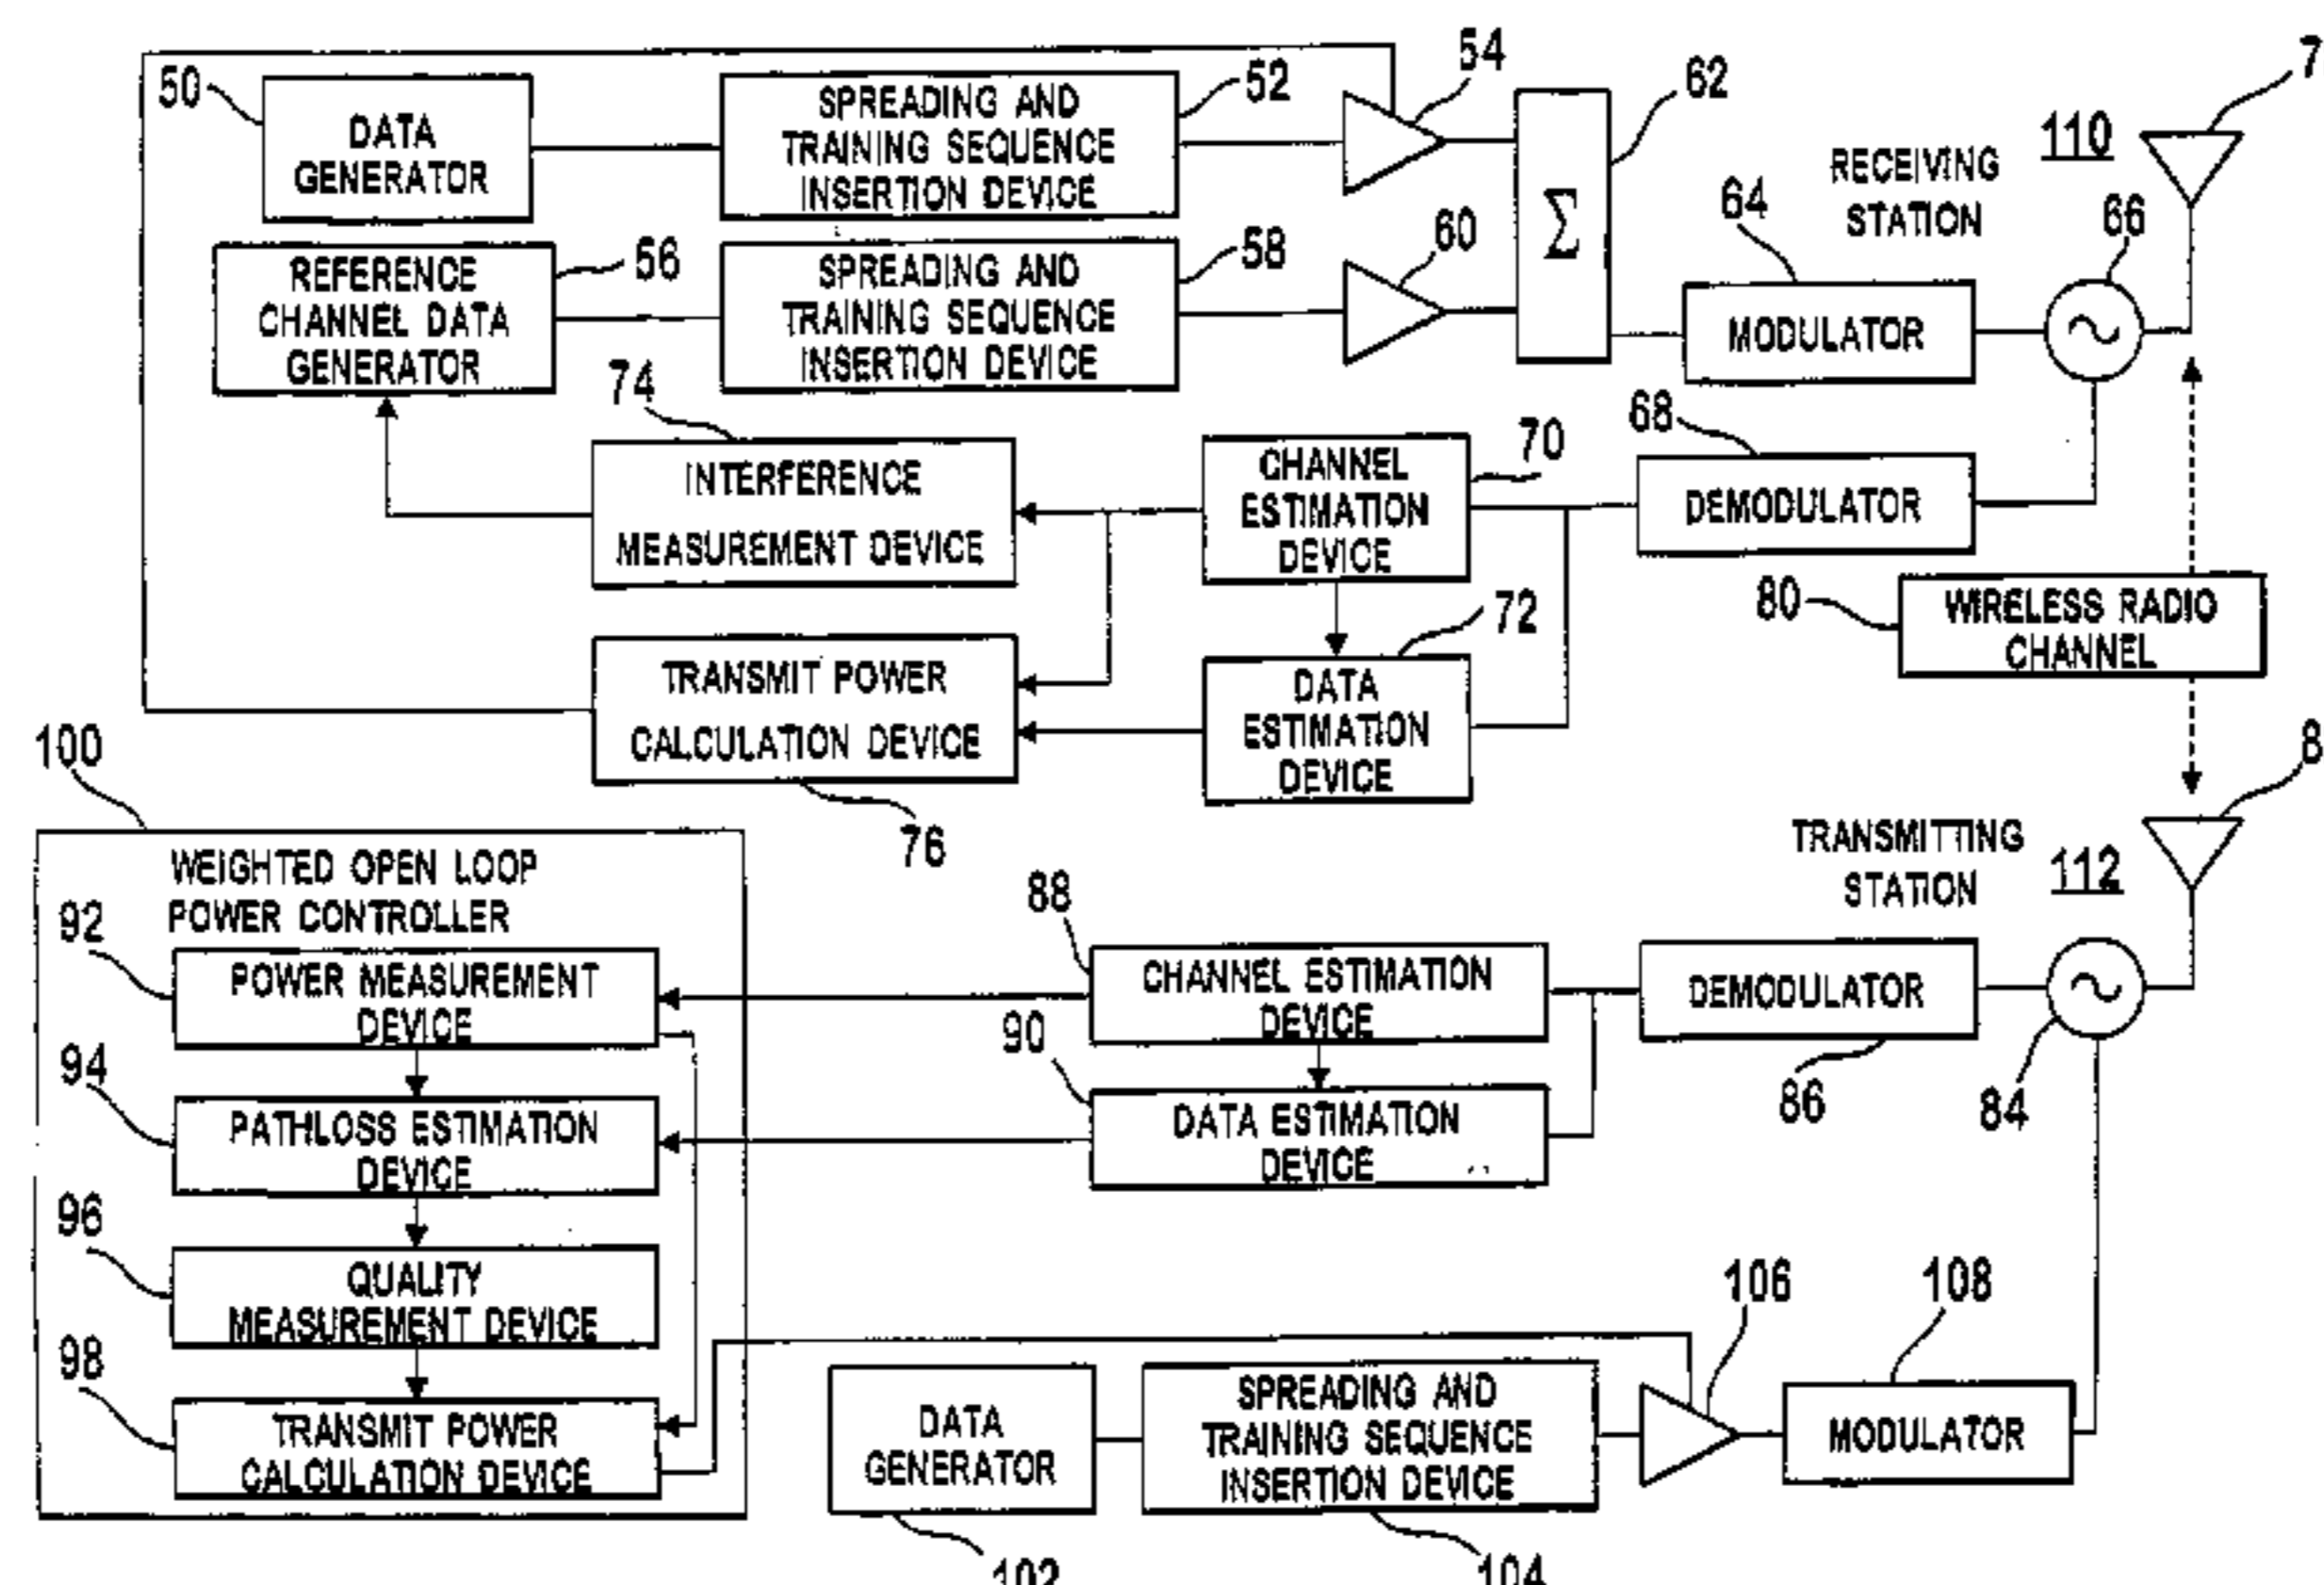 50
DATA
GENERATOR
SPREADING AND
TRAINING SEQUENCE
INSERTION DEVICE
52
54
62
110
7
RECEIVING
STATION
56
REFERENCE
CHANNEL DATA
GENERATOR
SPREADING AND
TRAINING SEQUENCE
INSERTION DEVICE
58
60
Σ
64
MODULATOR
66
74
INTERFERENCE
MEASUREMENT DEVICE
CHANNEL
ESTIMATION
DEVICE
70
68
DEMODULATOR
80
WIRELESS RADIO
CHANNEL
TRANSMIT POWER
CALCULATION DEVICE
76
DATA
ESTIMATION
DEVICE
72
8
100
WEIGHTED OPEN LOOP
POWER CONTROLLER
TRANSMITTING
STATION
112
92
POWER MEASUREMENT
DEVICE
88
CHANNEL ESTIMATION
DEVICE
DEMODULATOR
86
84
94
PATHLOSS ESTIMATION
DEVICE
90
DATA ESTIMATION
DEVICE
96
QUALITY
MEASUREMENT DEVICE
98
TRANSMIT POWER
CALCULATION DEVICE
DATA
GENERATOR
102
SPREADING AND
TRAINING SEQUENCE
INSERTION DEVICE
104
106
108
MODULATOR